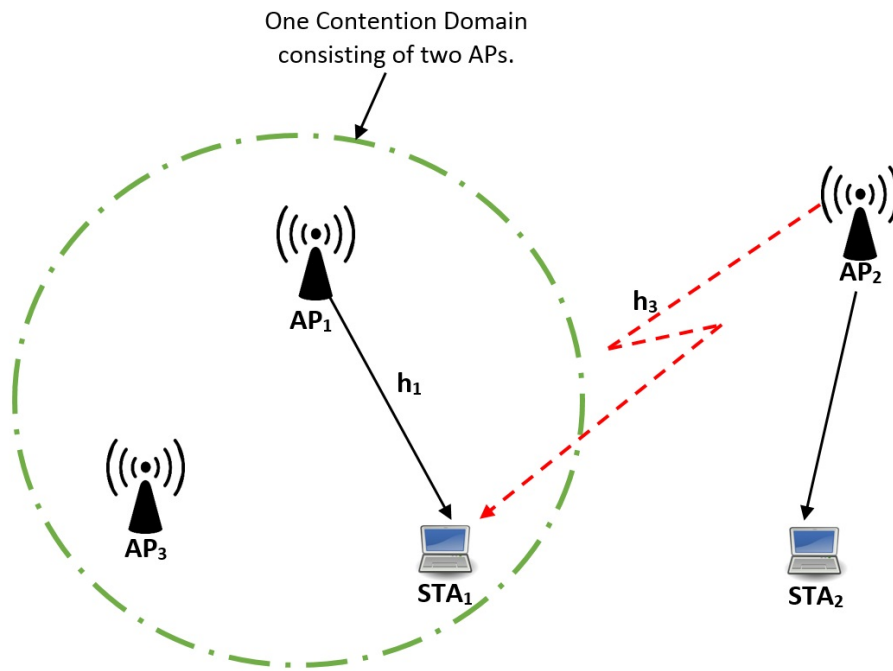 One Contention Domain
consisting of two APs.
AP₂
h₃
AP₁
h₁
AP₃
STA₁
STA₂